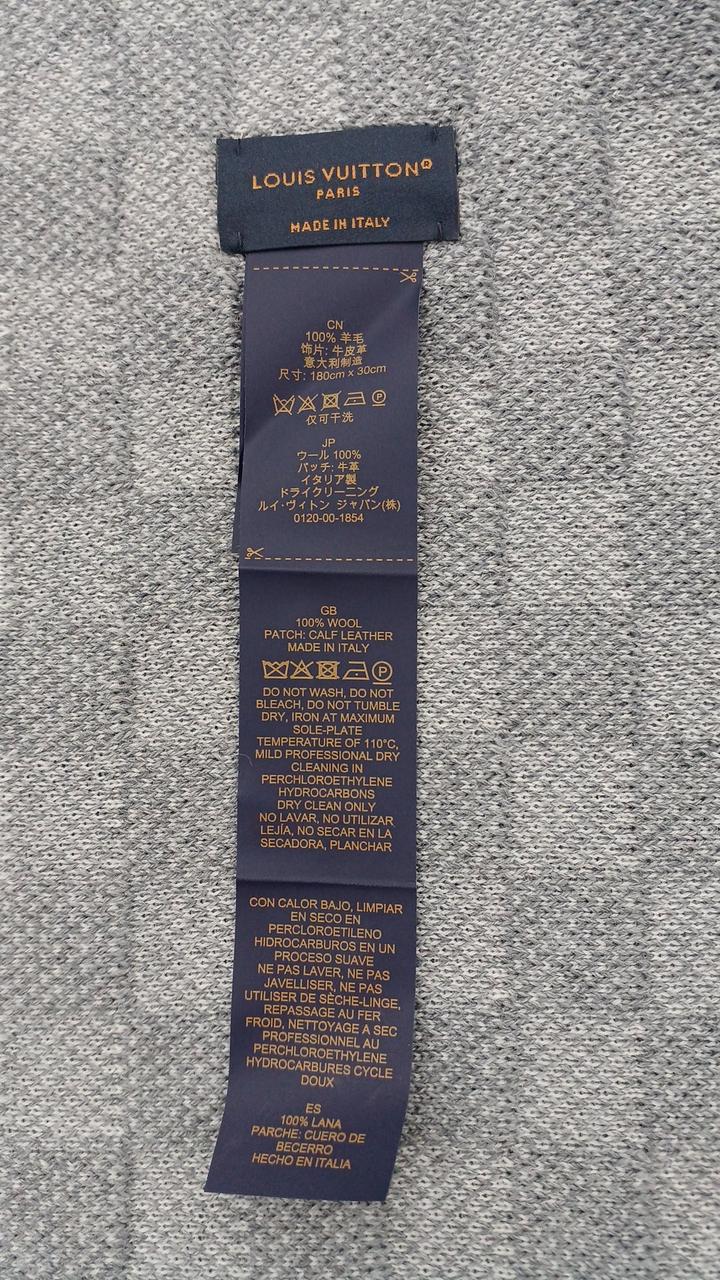 LOUIS VUITTON®
PARIS
MADE IN ITALY
CN
100% 羊毛
饰片: 牛皮革
意大利制造
尺寸: 180cm x 30cm
仅可干洗
JP
ウール 100%
パッチ: 牛革
イタリア製
ドライクリーニング
ルイ·ヴィトン ジャパン(株)
0120-00-1854
GB
100% WOOL
PATCH: CALF LEATHER
MADE IN ITALY
P
DO NOT WASH, DO NOT
BLEACH, DO NOT TUMBLE
DRY, IRON AT MAXIMUM
SOLE-PLATE
TEMPERATURE OF 110°C,
MILD PROFESSIONAL DRY
CLEANING IN
PERCHLOROETHYLENE
HYDROCARBONS
DRY CLEAN ONLY
NO LAVAR, NO UTILIZAR
LEJÍA, NO SECAR EN LA
SECADORA, PLANCHAR
CON CALOR BAJO, LIMPIAR
EN SECO EN
PERCLOROETILENO
HIDROCARBUROS EN UN
PROCESO SUAVE
NE PAS LAVER, NE PAS
JAVELLISER, NE PAS
UTILISER DE SÈCHE-LINGE,
REPASSAGE AU FER
FROID, NETTOYAGE A SEC
PROFESSIONNEL AU
PERCHLOROETHYLENE
HYDROCARBURES CYCLE
DOUX
ES
100% LANA
PARCHE: CUERO DE
BECERRO
HECHO EN ITALIA